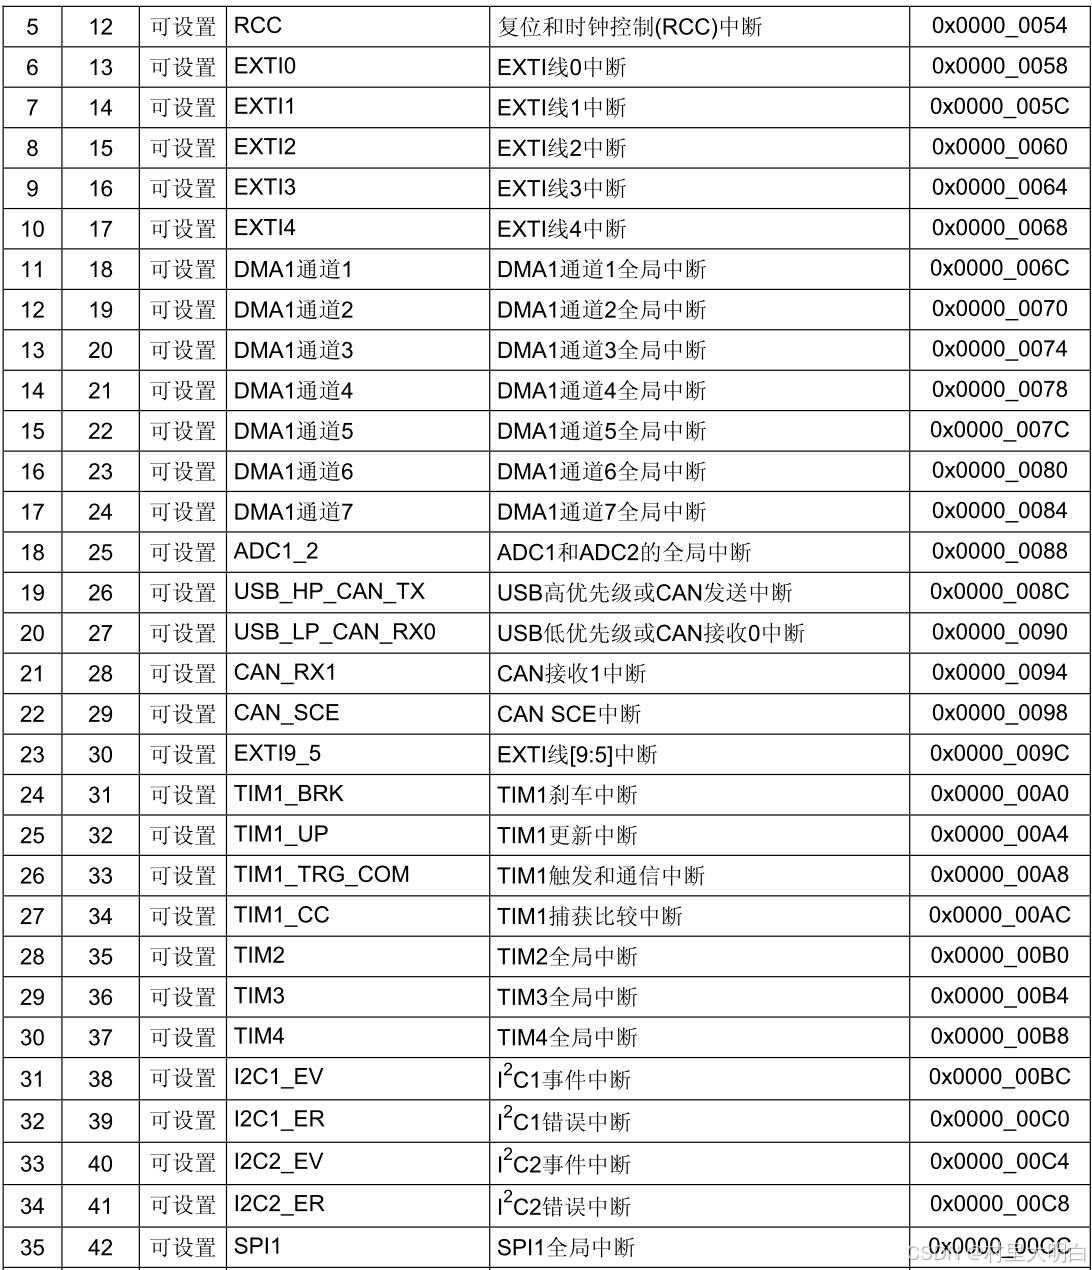 5 12 可设置 RCC 复位和时钟控制(RCC)中断 0x0000_0054
6 13 可设置 EXTI0 EXTI线0中断 0x0000_0058
7 14 可设置 EXTI1 EXTI线1中断 0x0000_005C
8 15 可设置 EXTI2 EXTI线2中断 0x0000_0060
9 16 可设置 EXTI3 EXTI线3中断 0x0000_0064
10 17 可设置 EXTI4 EXTI线4中断 0x0000_0068
11 18 可设置 DMA1通道1 DMA1通道1全局中断 0x0000_006C
12 19 可设置 DMA1通道2 DMA1通道2全局中断 0x0000_0070
13 20 可设置 DMA1通道3 DMA1通道3全局中断 0x0000_0074
14 21 可设置 DMA1通道4 DMA1通道4全局中断 0x0000_0078
15 22 可设置 DMA1通道5 DMA1通道5全局中断 0x0000_007C
16 23 可设置 DMA1通道6 DMA1通道6全局中断 0x0000_0080
17 24 可设置 DMA1通道7 DMA1通道7全局中断 0x0000_0084
18 25 可设置 ADC1_2 ADC1和ADC2的全局中断 0x0000_0088
19 26 可设置 USB_HP_CAN_TX USB高优先级或CAN发送中断 0x0000_008C
20 27 可设置 USB_LP_CAN_RX0 USB低优先级或CAN接收0中断 0x0000_0090
21 28 可设置 CAN_RX1 CAN接收1中断 0x0000_0094
22 29 可设置 CAN_SCE CAN SCE中断 0x0000_0098
23 30 可设置 EXTI9_5 EXTI线[9:5]中断 0x0000_009C
24 31 可设置 TIM1_BRK TIM1刹车中断 0x0000_00A0
25 32 可设置 TIM1_UP TIM1更新中断 0x0000_00A4
26 33 可设置 TIM1_TRG_COM TIM1触发和通信中断 0x0000_00A8
27 34 可设置 TIM1_CC TIM1捕获比较中断 0x0000_00AC
28 35 可设置 TIM2 TIM2全局中断 0x0000_00B0
29 36 可设置 TIM3 TIM3全局中断 0x0000_00B4
30 37 可设置 TIM4 TIM4全局中断 0x0000_00B8
31 38 可设置 I2C1_EV I²C1事件中断 0x0000_00BC
32 39 可设置 I2C1_ER I²C1错误中断 0x0000_00C0
33 40 可设置 I2C2_EV I²C2事件中断 0x0000_00C4
34 41 可设置 I2C2_ER I²C2错误中断 0x0000_00C8
35 42 可设置 SPI1 SPI1全局中断 0x0000_00CC
CSDN @村里大明白